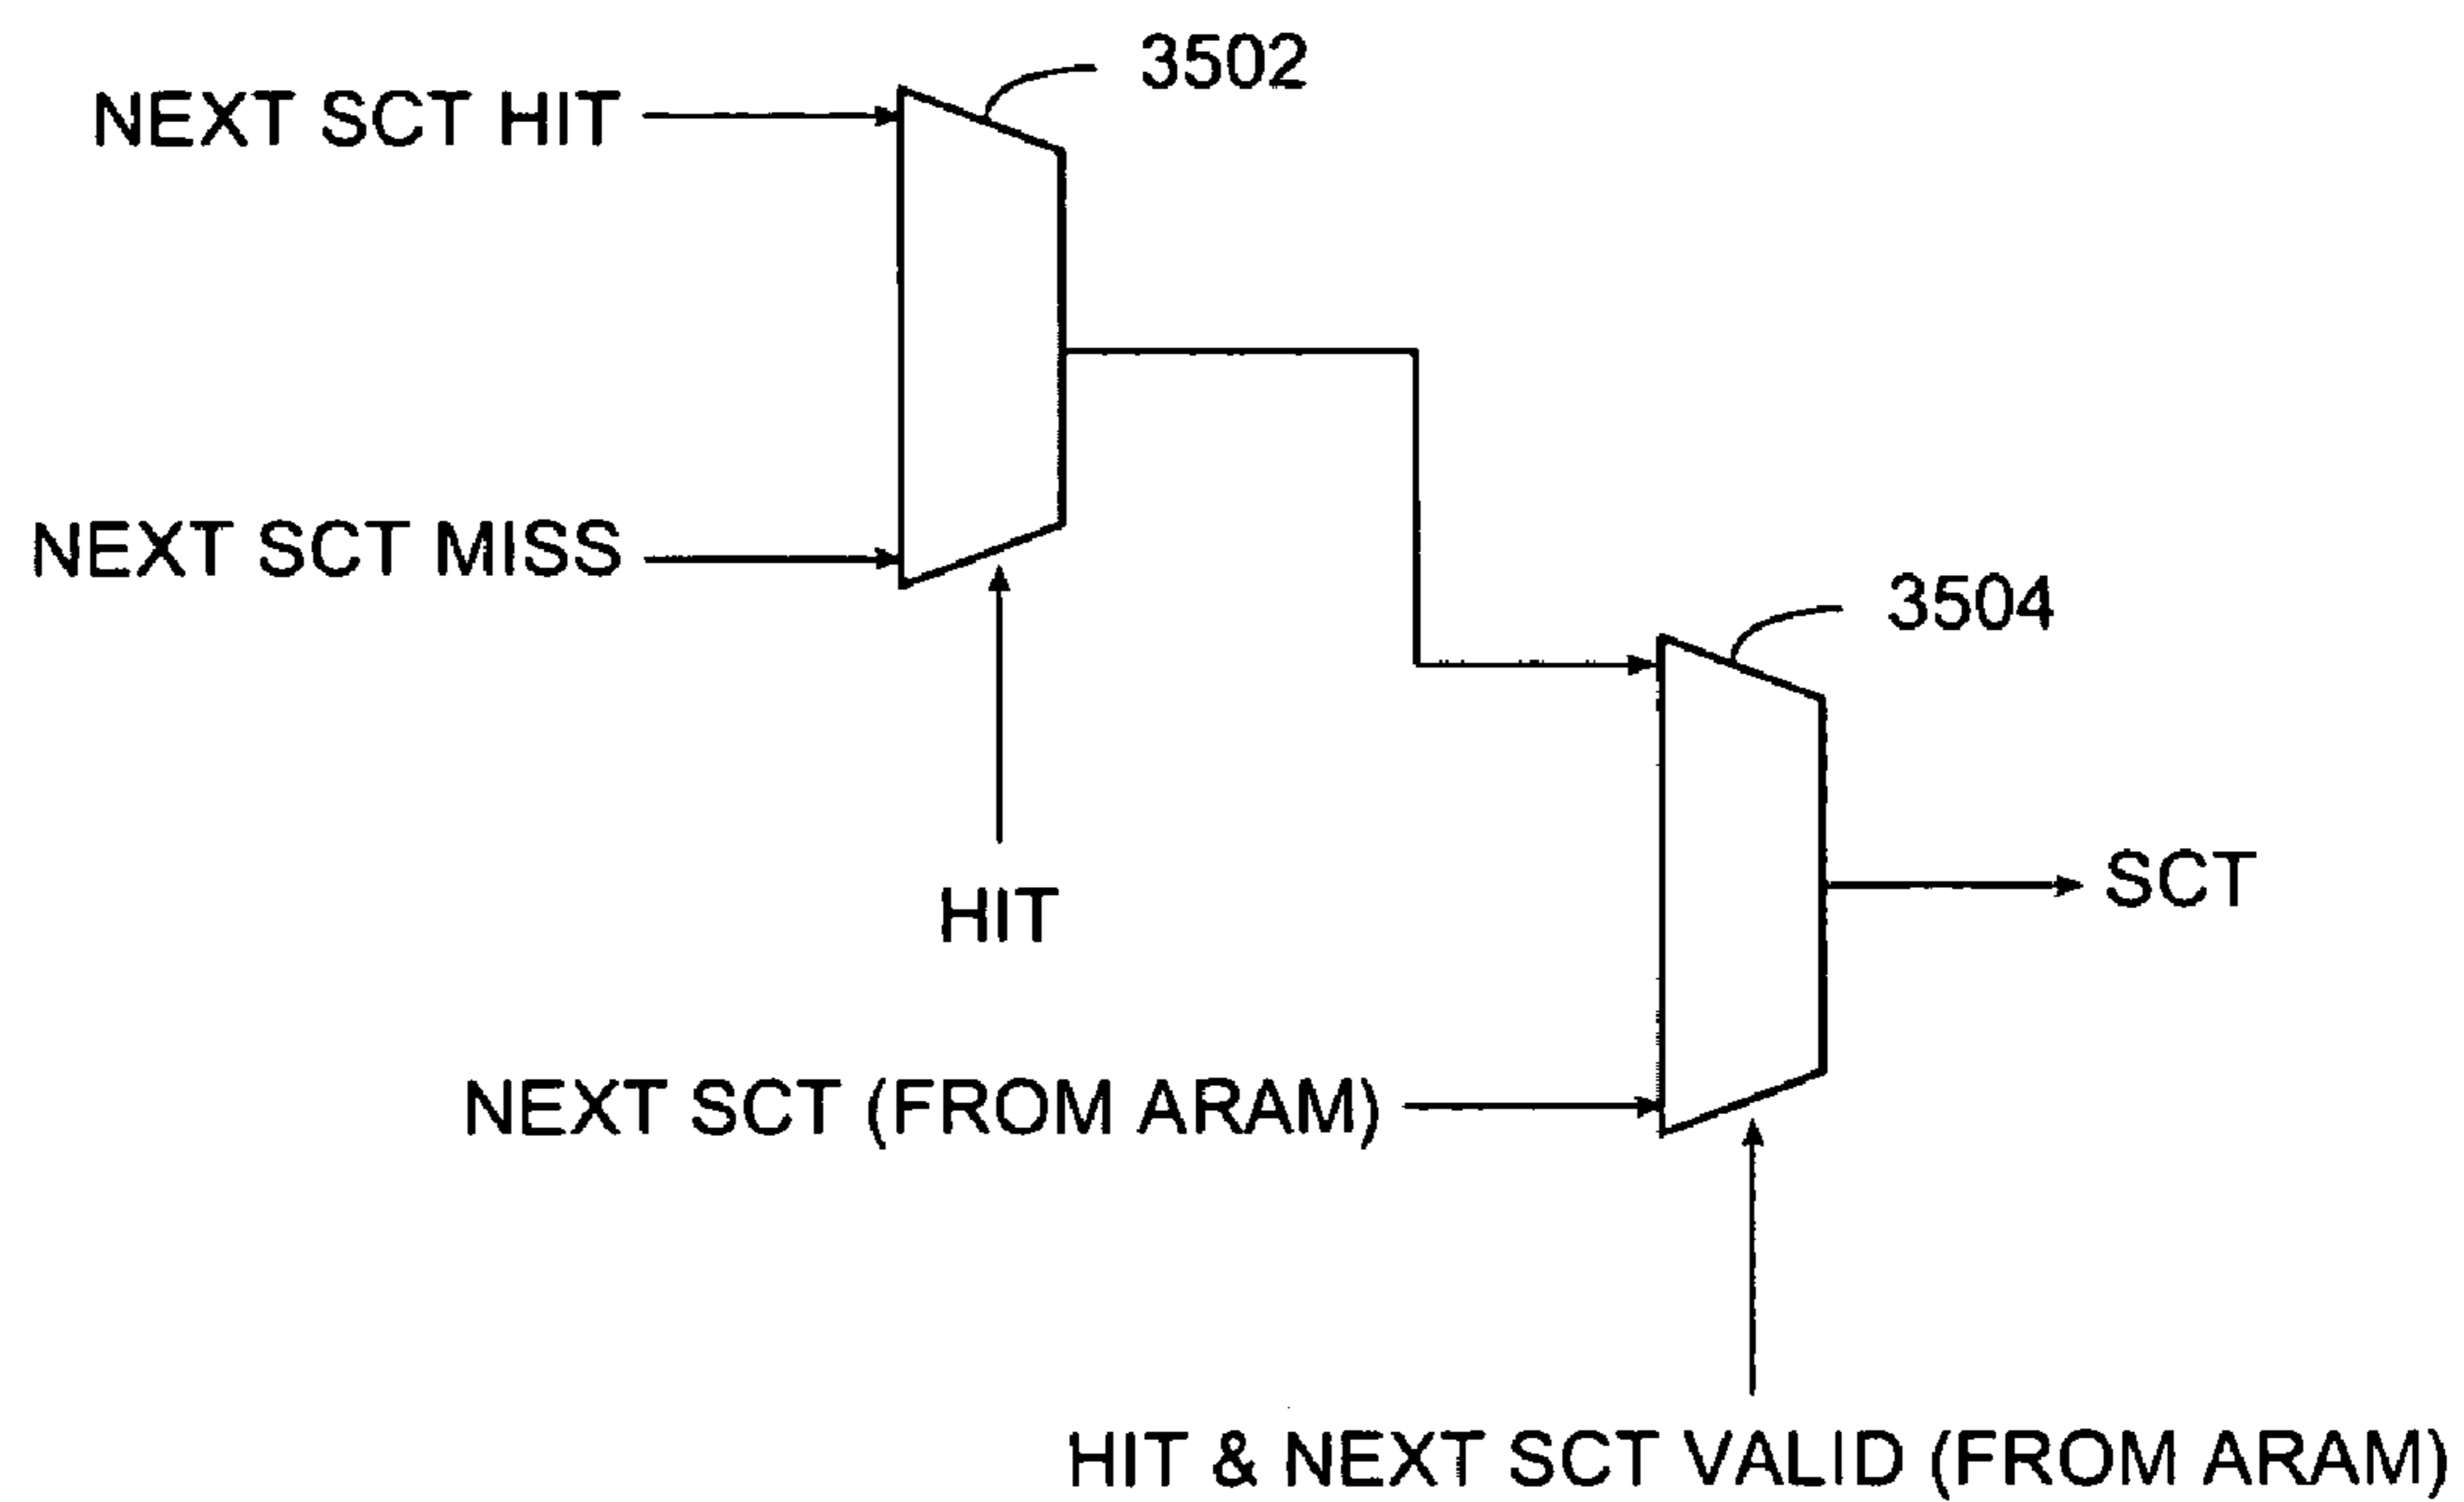 3502
NEXT SCT HIT
NEXT SCT MISS
3504
SCT
HIT
NEXT SCT (FROM ARAM)
HIT & NEXT SCT VALID (FROM ARAM)